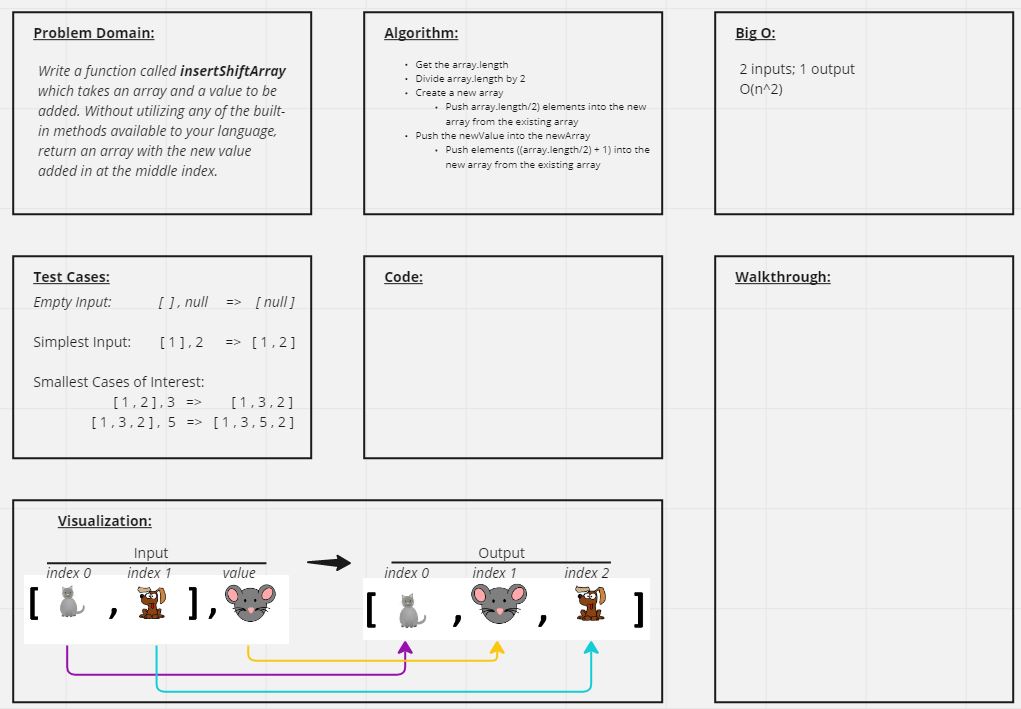 Problem Domain:
Write a function called insertShiftArray
which takes an array and a value to be
added. Without utilizing any of the built-
in methods available to your language,
return an array with the new value
added in at the middle index.
Algorithm:
• Get the array.length
• Divide array.length by 2
• Create a new array
• Push array.length/2) elements into the new
array from the existing array
• Push the newValue into the newArray
• Push elements ((array.length/2) + 1) into the
new array from the existing array
Big O:
2 inputs; 1 output
O(n^2)
Test Cases:
Empty Input: [ ] , null => [ null ]
Simplest Input: [ 1 ] , 2 => [ 1 , 2 ]
Smallest Cases of Interest:
[ 1 , 2 ] , 3 => [ 1 , 3 , 2 ]
[ 1 , 3 , 2 ] , 5 => [ 1 , 3 , 5 , 2 ]
Code:
Walkthrough:
Visualization:
Input
index 0 index 1 value
[ , ] ,
Output
index 0 index 1 index 2
[ , , ]